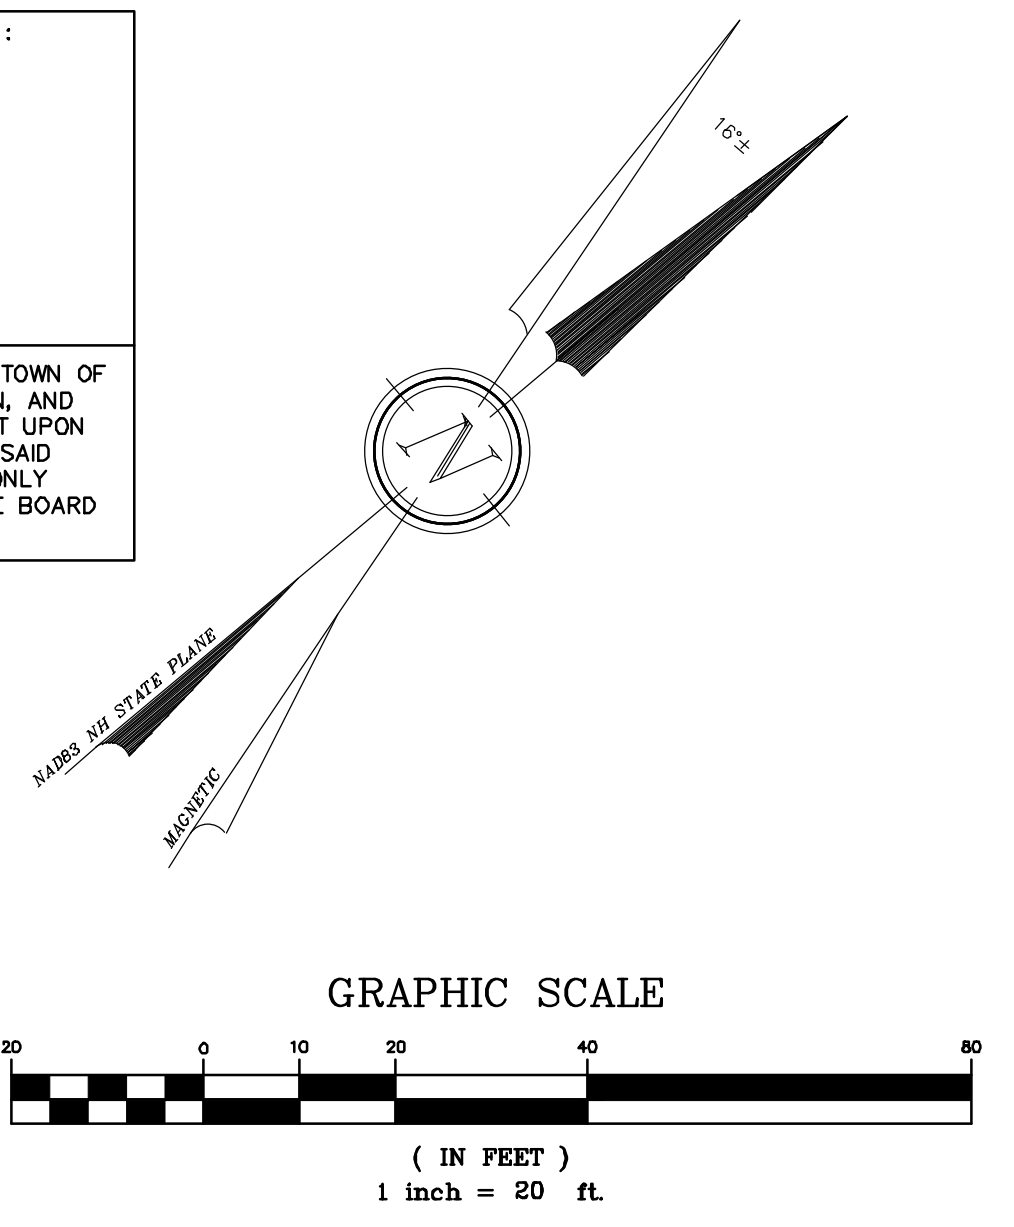 :
TOWN OF
N, AND
T UPON
SAID
ONLY
E BOARD
16°±
N
NAD83 NH STATE PLANE
MAGNETIC
GRAPHIC SCALE
20 0 10 20 40 80
( IN FEET )
1 inch = 20 ft.